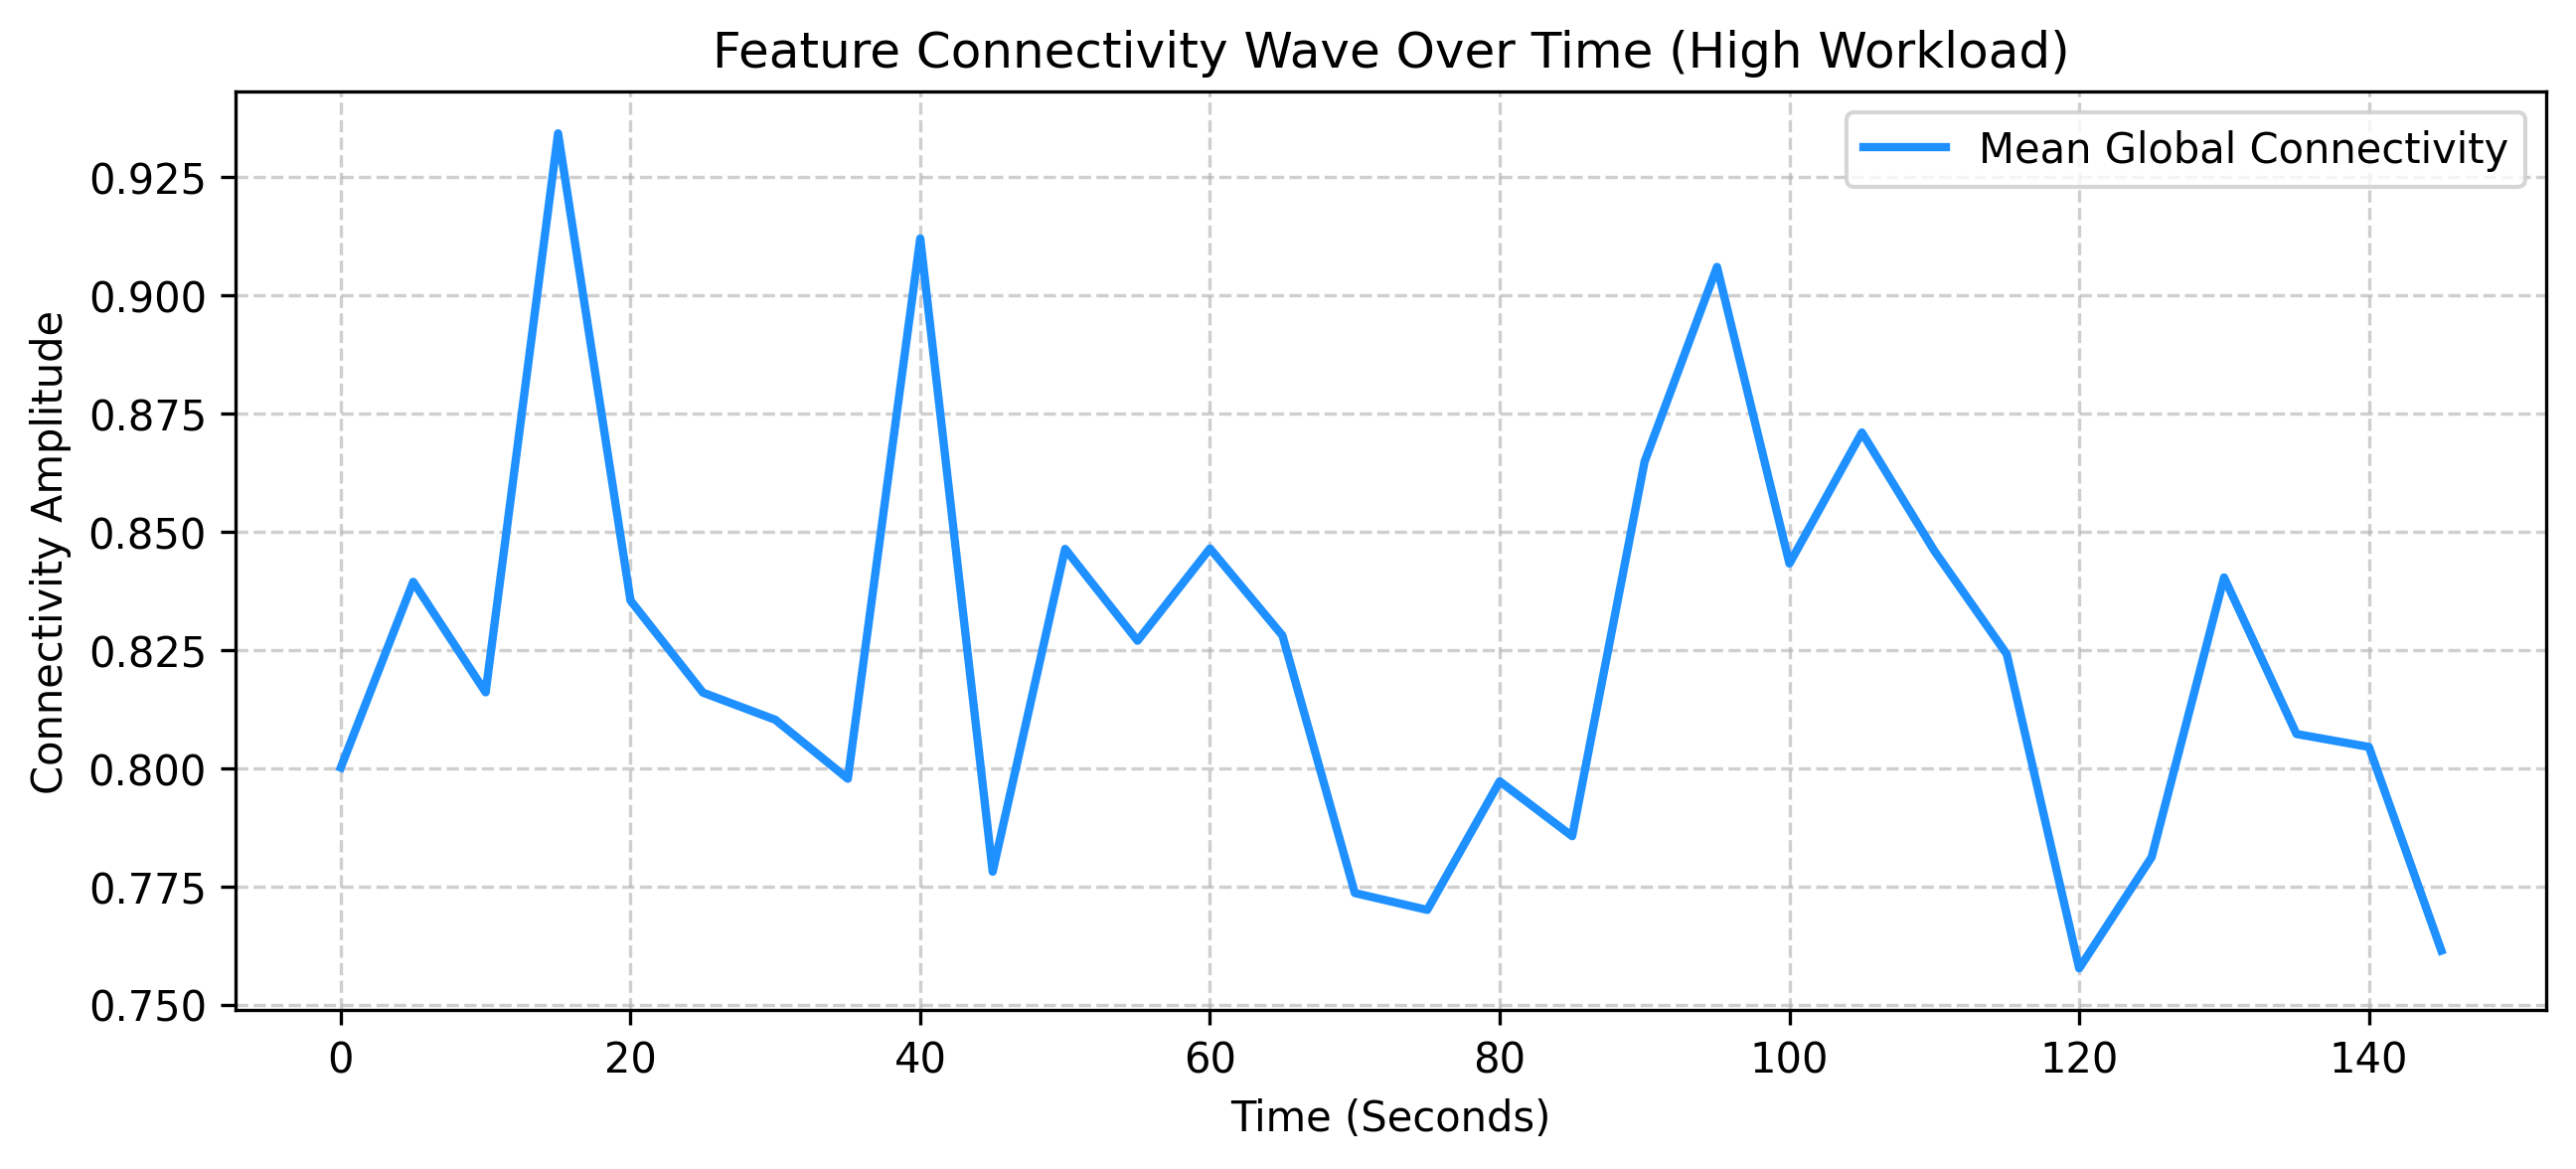 Feature Connectivity Wave Over Time (High Workload)
Mean Global Connectivity
Connectivity Amplitude
0.925
0.900
0.875
0.850
0.825
0.800
0.775
0.750
0 20 40 60 80 100 120 140
Time (Seconds)